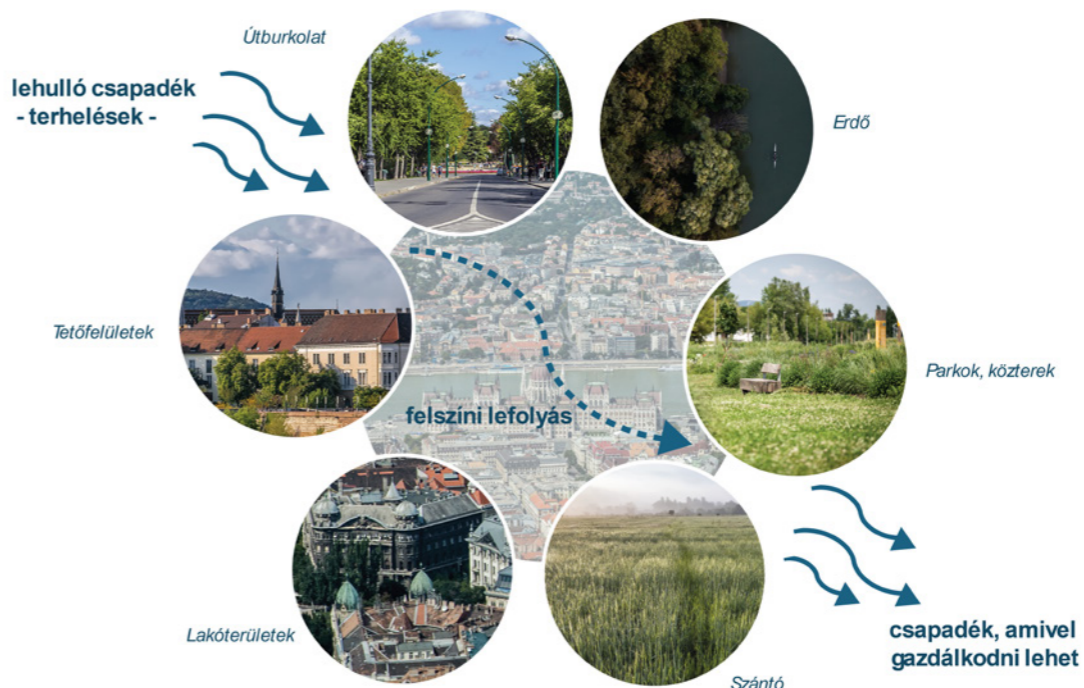 Útburkolat
lehulló csapadék
- terhelések -
Erdő
Tetőfelületek
Parkok, közterek
felszíni lefolyás
Lakóterületek
csapadék, amivel
gazdálkodni lehet
Szántó